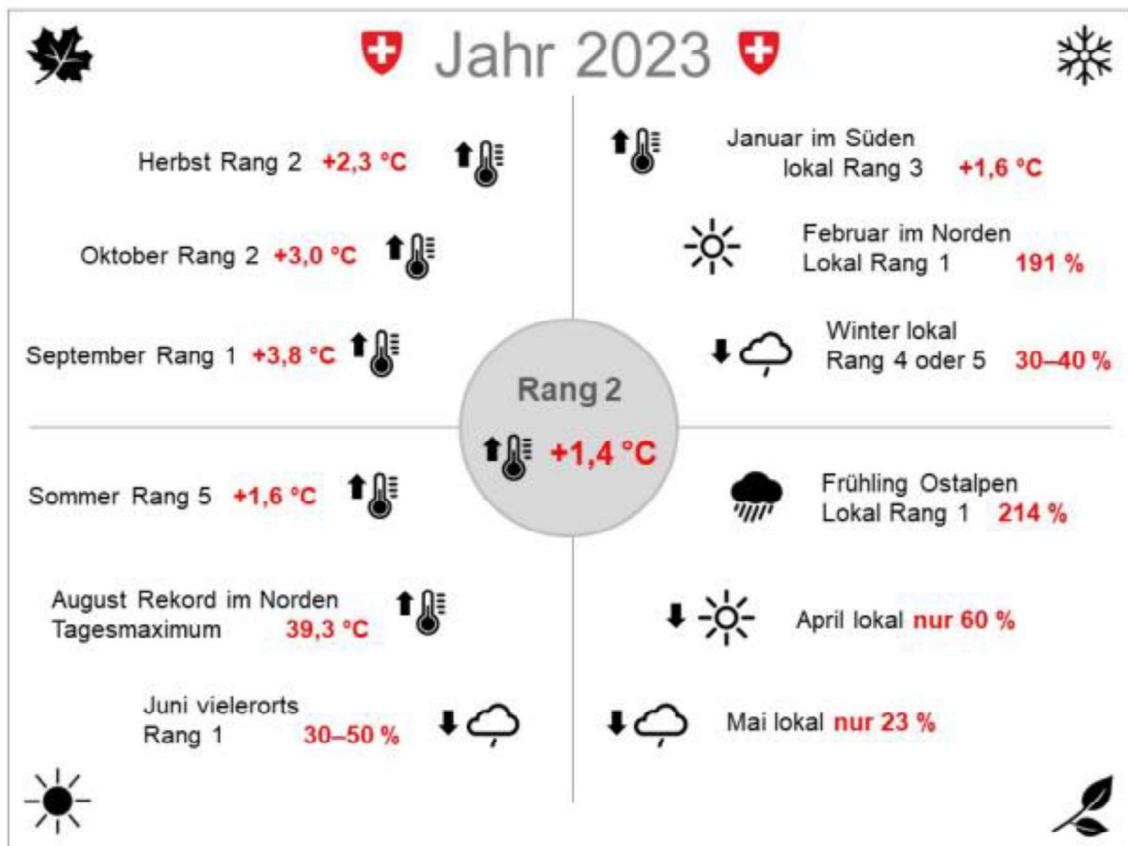 Jahr 2023
Herbst Rang 2 +2,3 °C
Oktober Rang 2 +3,0 °C
September Rang 1 +3,8 °C
Januar im Süden
lokal Rang 3 +1,6 °C
Februar im Norden
Lokal Rang 1 191 %
Winter lokal
Rang 4 oder 5 30–40 %
Rang 2
+1,4 °C
Sommer Rang 5 +1,6 °C
August Rekord im Norden
Tagesmaximum 39,3 °C
Juni vielerorts
Rang 1 30–50 %
Frühling Ostalpen
Lokal Rang 1 214 %
April lokal nur 60 %
Mai lokal nur 23 %